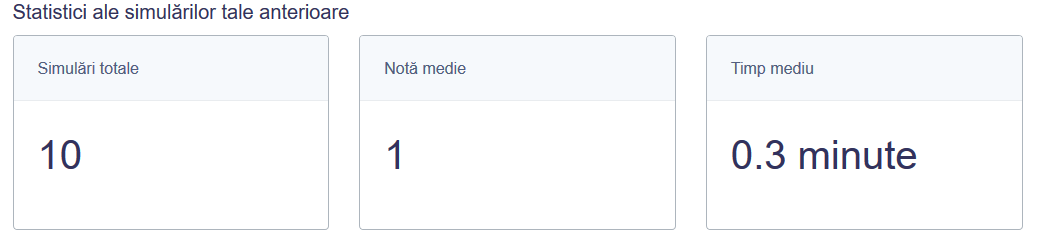 Statistici ale simulărilor tale anterioare
Simulări totale
10
Notă medie
1
Timp mediu
0.3 minute